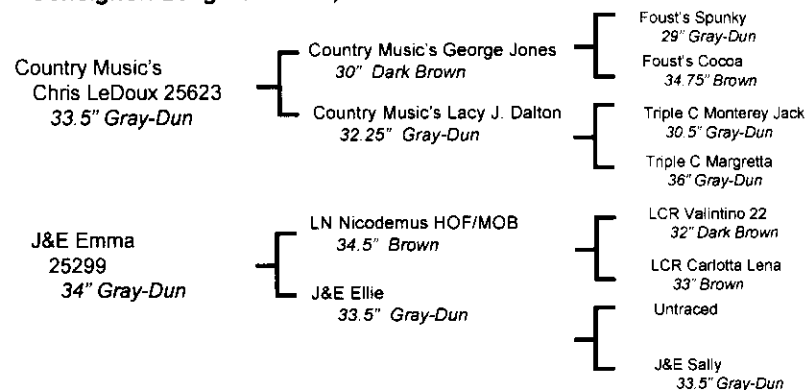 Country Music's
Chris LeDoux 25623
33.5" Gray-Dun
Country Music's George Jones
30" Dark Brown
Country Music's Lacy J. Dalton
32.25" Gray-Dun
Foust's Spunky
29" Gray-Dun
Foust's Cocoa
34.75" Brown
Triple C Monterey Jack
30.5" Gray-Dun
Triple C Margretta
36" Gray-Dun
J&E Emma
25299
34" Gray-Dun
LN Nicodemus HOF/MOB
34.5" Brown
J&E Ellie
33.5" Gray-Dun
LCR Valintino 22
32" Dark Brown
LCR Carlotta Lena
33" Brown
Untraced
J&E Sally
33.5" Gray-Dun